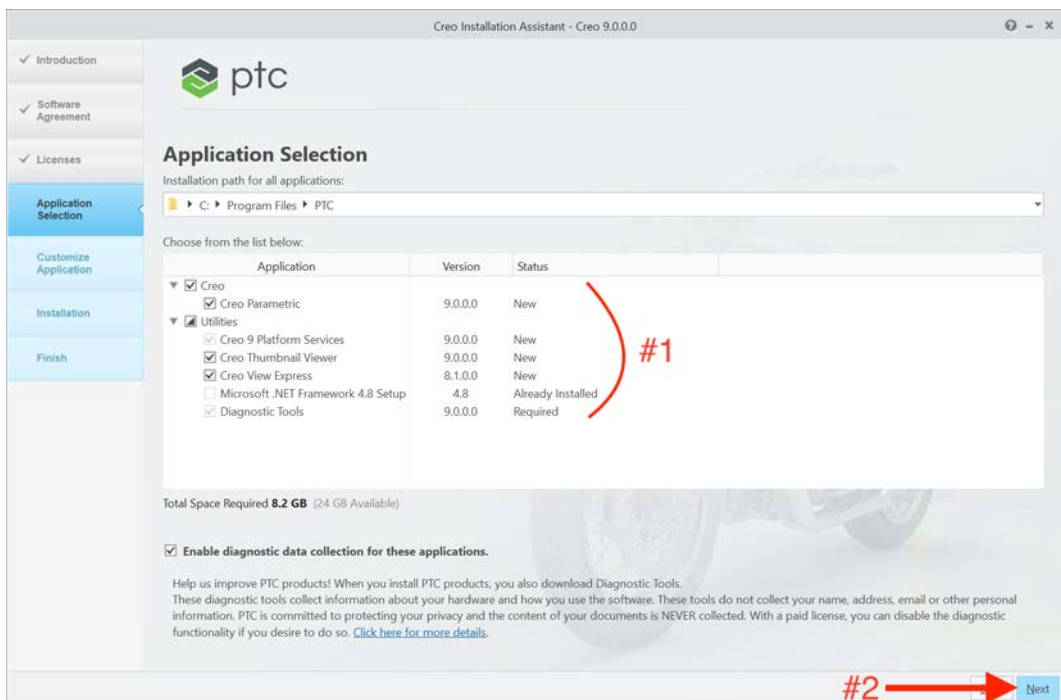 Creo Installation Assistant - Creo 9.0.0.0
Introduction
Software
Agreement
Licenses
Application
Selection
Customize
Application
Installation
Finish
ptc
Application Selection
Installation path for all applications:
C: Program Files PTC
Choose from the list below:
Application Version Status
Creo
Creo Parametric 9.0.0.0 New
Utilities
Creo 9 Platform Services 9.0.0.0 New
Creo Thumbnail Viewer 9.0.0.0 New
Creo View Express 8.1.0.0 New
Microsoft .NET Framework 4.8 Setup 4.8 Already Installed
Diagnostic Tools 9.0.0.0 Required
#1
Total Space Required 8.2 GB (24 GB Available)
Enable diagnostic data collection for these applications.
Help us improve PTC products! When you install PTC products, you also download Diagnostic Tools.
These diagnostic tools collect information about your hardware and how you use the software. These tools do not collect your name, address, email or other personal
information. PTC is committed to protecting your privacy and the content of your documents is NEVER collected. With a paid license, you can disable the diagnostic
functionality if you desire to do so. Click here for more details.
#2 Next